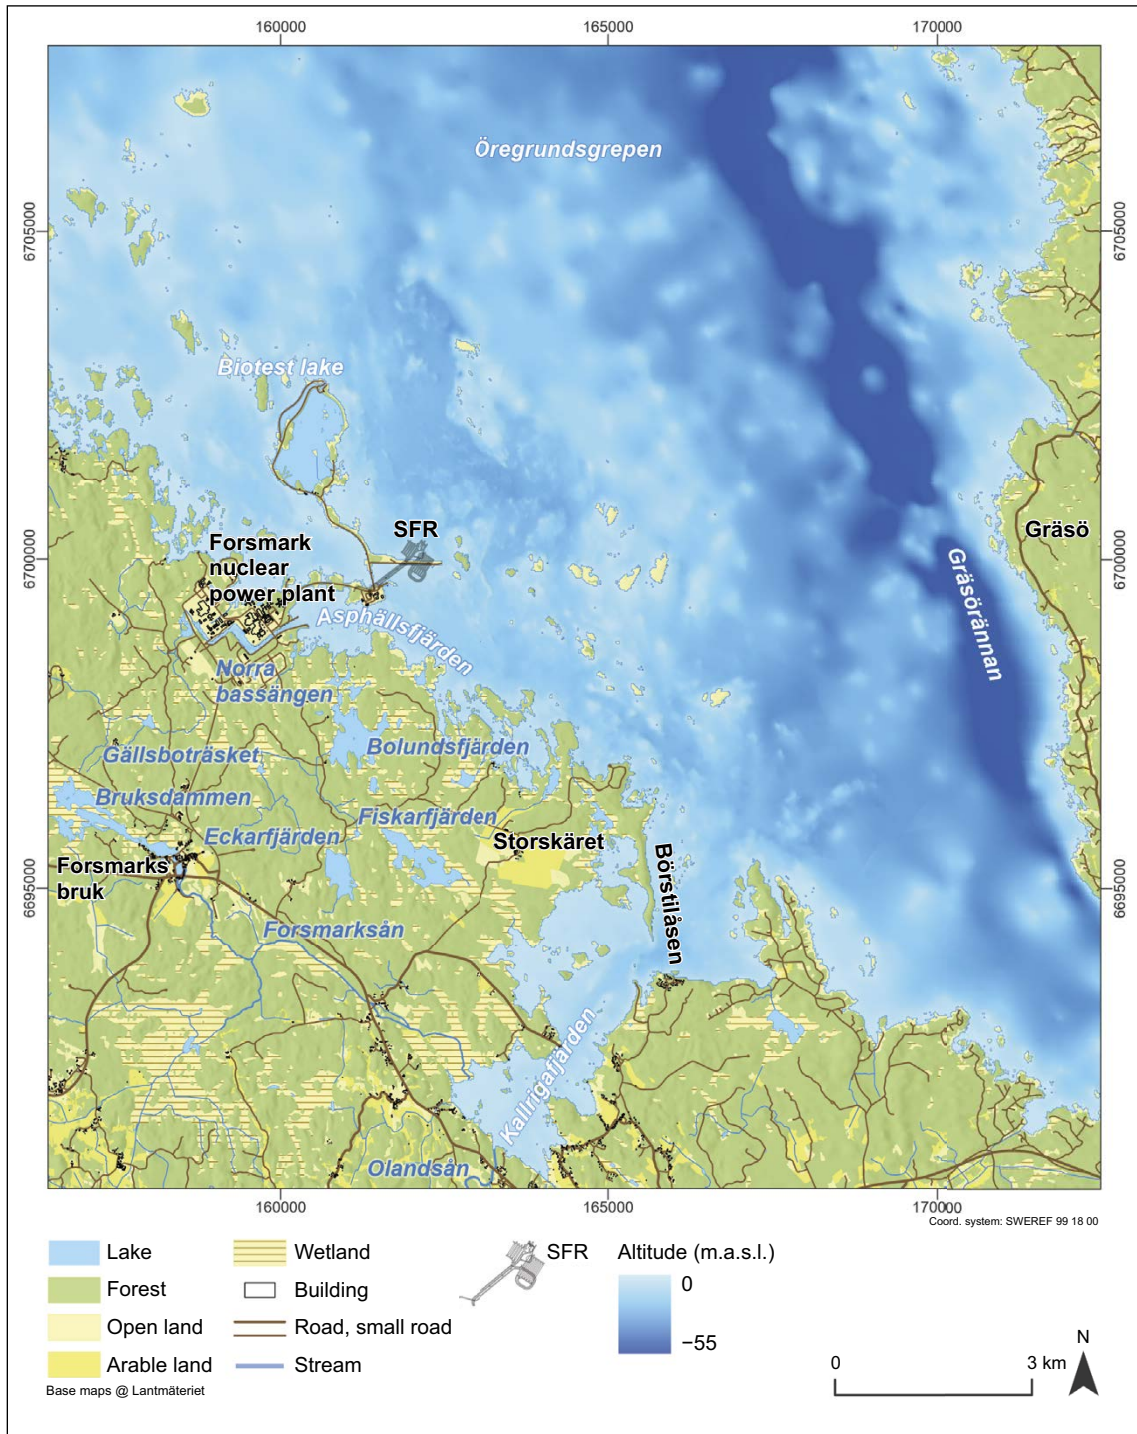 160000
165000
170000
Öregrundsgrepen
6705000
6705000
Biotest lake
SFR
Gräsö
Forsmark
nuclear
power plant
6700000
6700000
Gräsörännan
Asphällsfjärden
Norra
bassängen
Bolundsfjärden
Gällsboträsket
Bruksdammen
Fiskarfjärden
Eckarfjärden
Storskäret
Börstilåsen
Forsmarks
bruk
6695000
6695000
Forsmarksån
Kallrigafjärden
Olandsån
160000
165000
170000
Coord. system: SWEREF 99 18 00
Lake
Forest
Open land
Arable land
Wetland
Building
Road, small road
Stream
SFR
Altitude (m.a.s.l.)
0
−55
0
3 km
N
Base maps @ Lantmäteriet